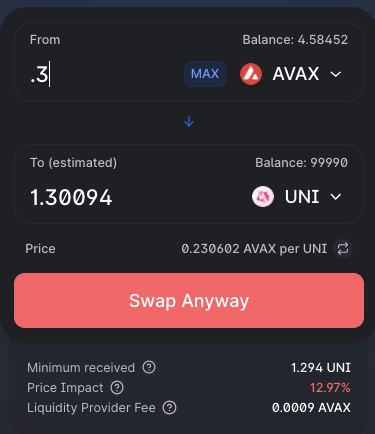 From Balance: 4.58452
.3 MAX AVAX
To (estimated) Balance: 99990
1.30094 UNI
Price 0.230602 AVAX per UNI
Swap Anyway
Minimum received ? 1.294 UNI
Price Impact ? 12.97%
Liquidity Provider Fee ? 0.0009 AVAX